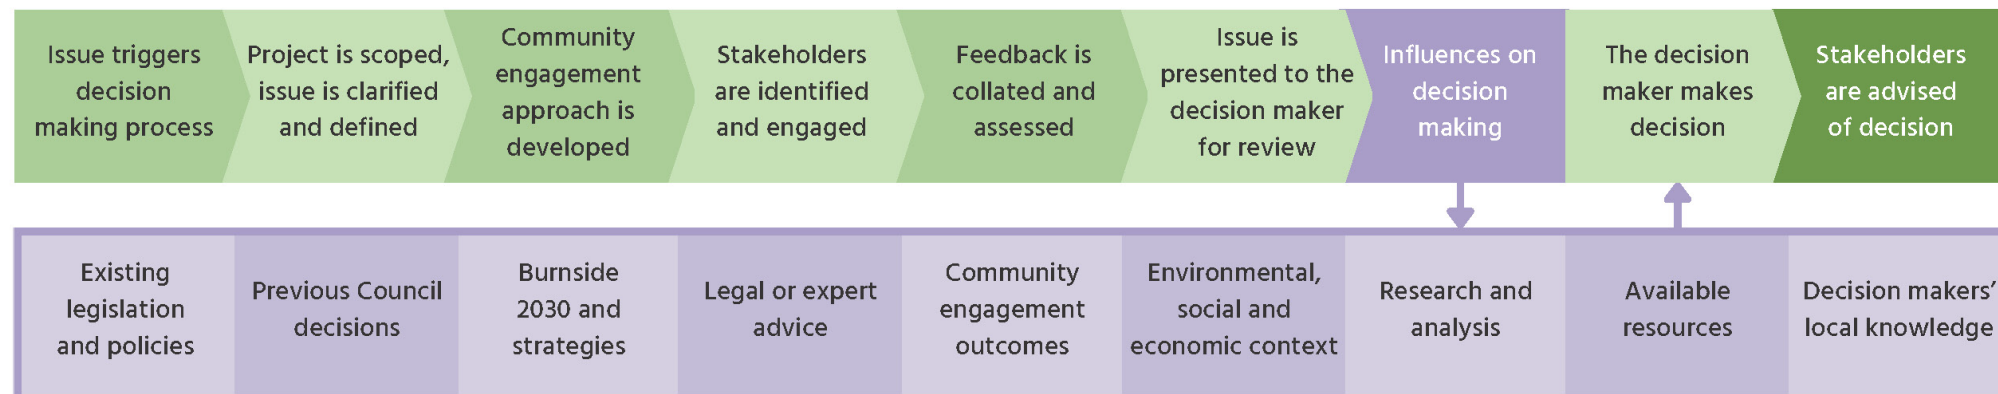 Issue triggers
decision
making process
Project is scoped,
issue is clarified
and defined
Community
engagement
approach is
developed
Stakeholders
are identified
and engaged
Feedback is
collated and
assessed
Issue is
presented to the
decision maker
for review
Influences on
decision
making
The decision
maker makes
decision
Stakeholders
are advised
of decision
Existing
legislation
and policies
Previous Council
decisions
Burnside
2030 and
strategies
Legal or expert
advice
Community
engagement
outcomes
Environmental,
social and
economic context
Research and
analysis
Available
resources
Decision makers’
local knowledge